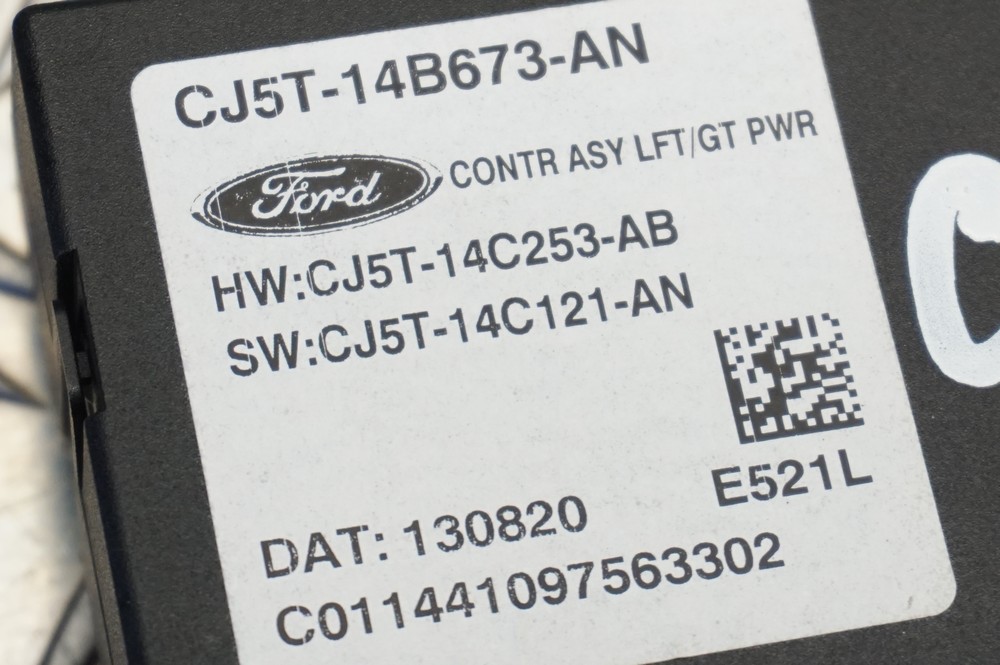 CJ5T-14B673-AN
Ford CONTR ASY LFT/GT PWR
HW:CJ5T-14C253-AB
SW:CJ5T-14C121-AN
E521L
DAT: 130820
C011441097563302